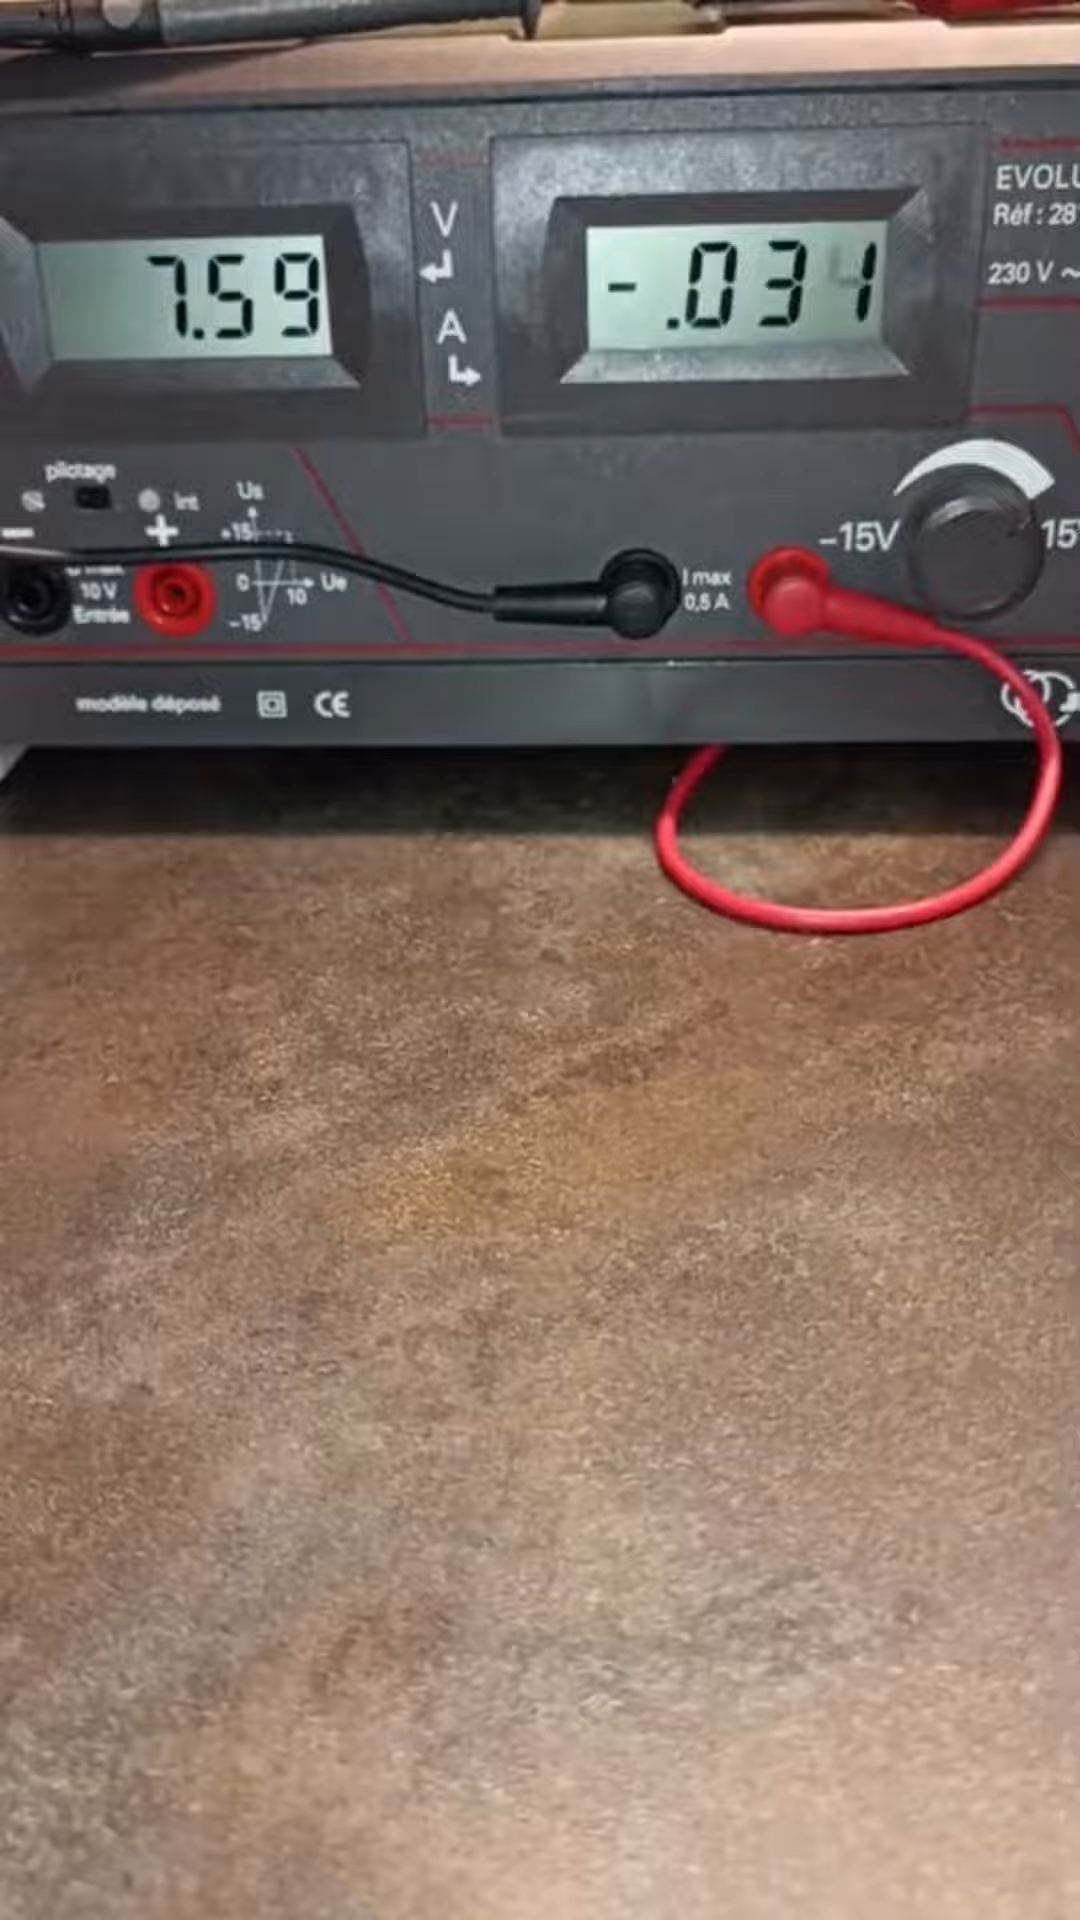 7.59
V
A
-.031
EVOLU
Réf : 28
230 V ~
pilotage
int
Us
+15
10 V
Entrée
0
Ue
10
-15
I max
0,5 A
-15V
15V
modèle déposé
CE